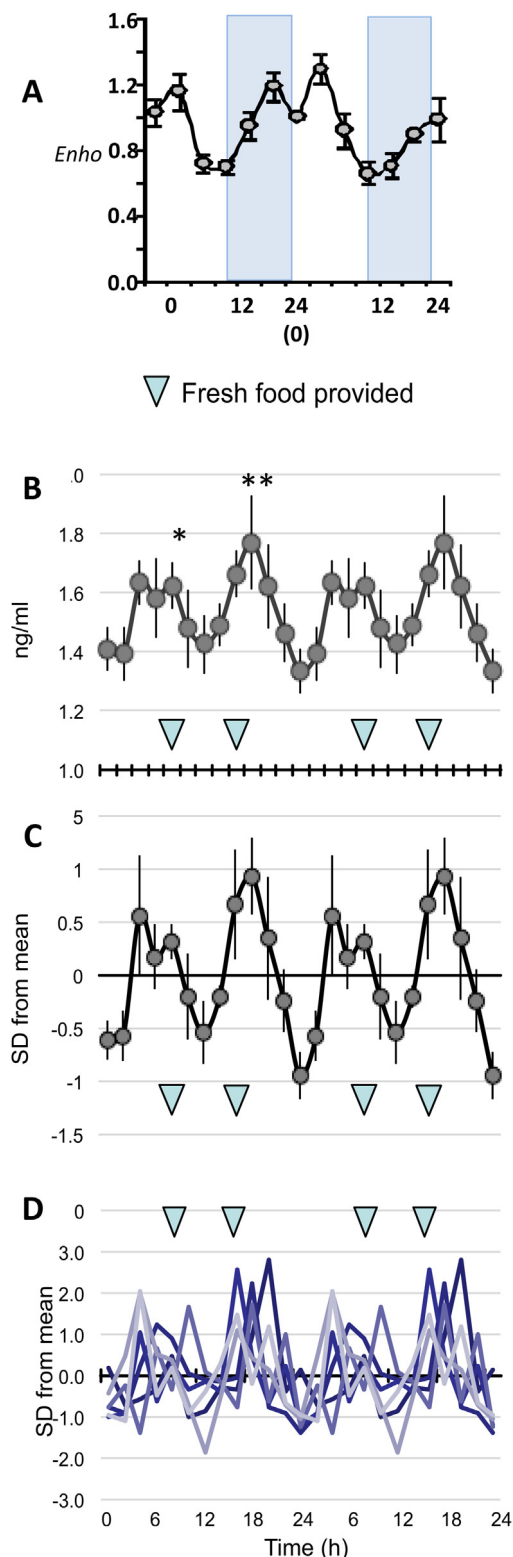 A
Enho
1.6
1.2
0.8
0.4
0.0
0 12 24 12 24
(0)
Fresh food provided
B
ng/ml
.0
1.8
1.6
1.4
1.2
1.0
*
**
C
SD from mean
5
1
0.5
0
-0.5
-1
-1.5
D
SD from mean
0
3.0
2.0
1.0
0.0
-1.0
-2.0
-3.0
0 6 12 18 24 6 12 18 24
Time (h)